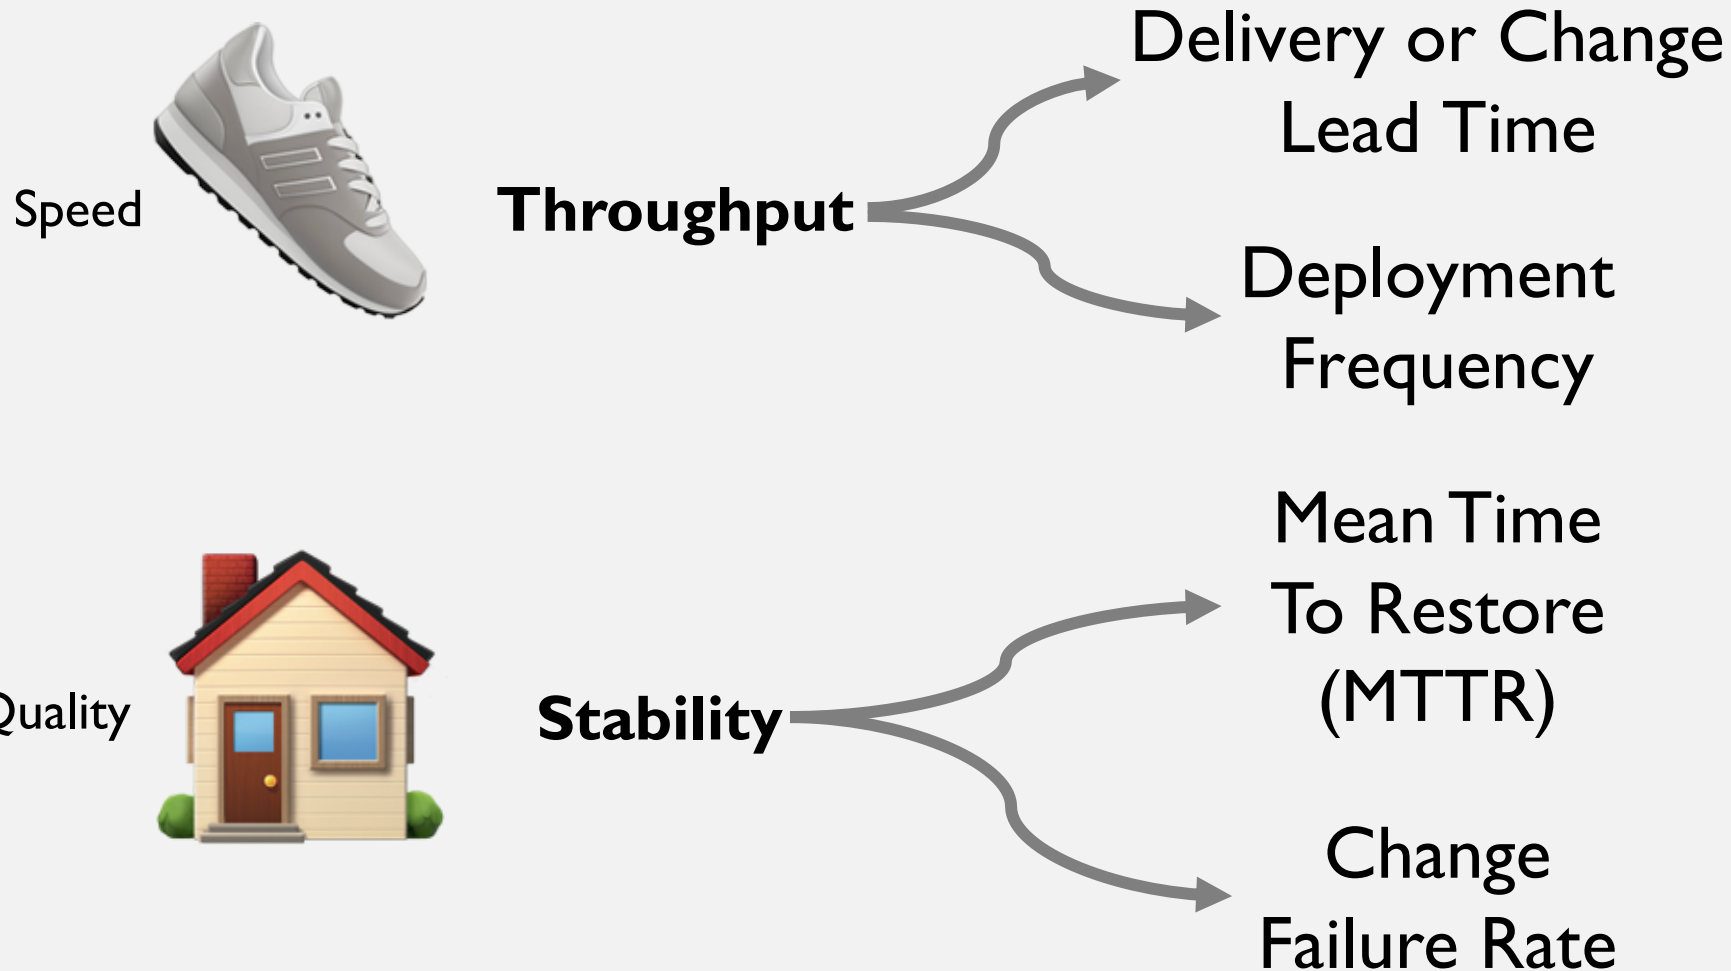 Speed
Throughput
Delivery or Change
Lead Time
Deployment
Frequency
Quality
Stability
Mean Time
To Restore
(MTTR)
Change
Failure Rate